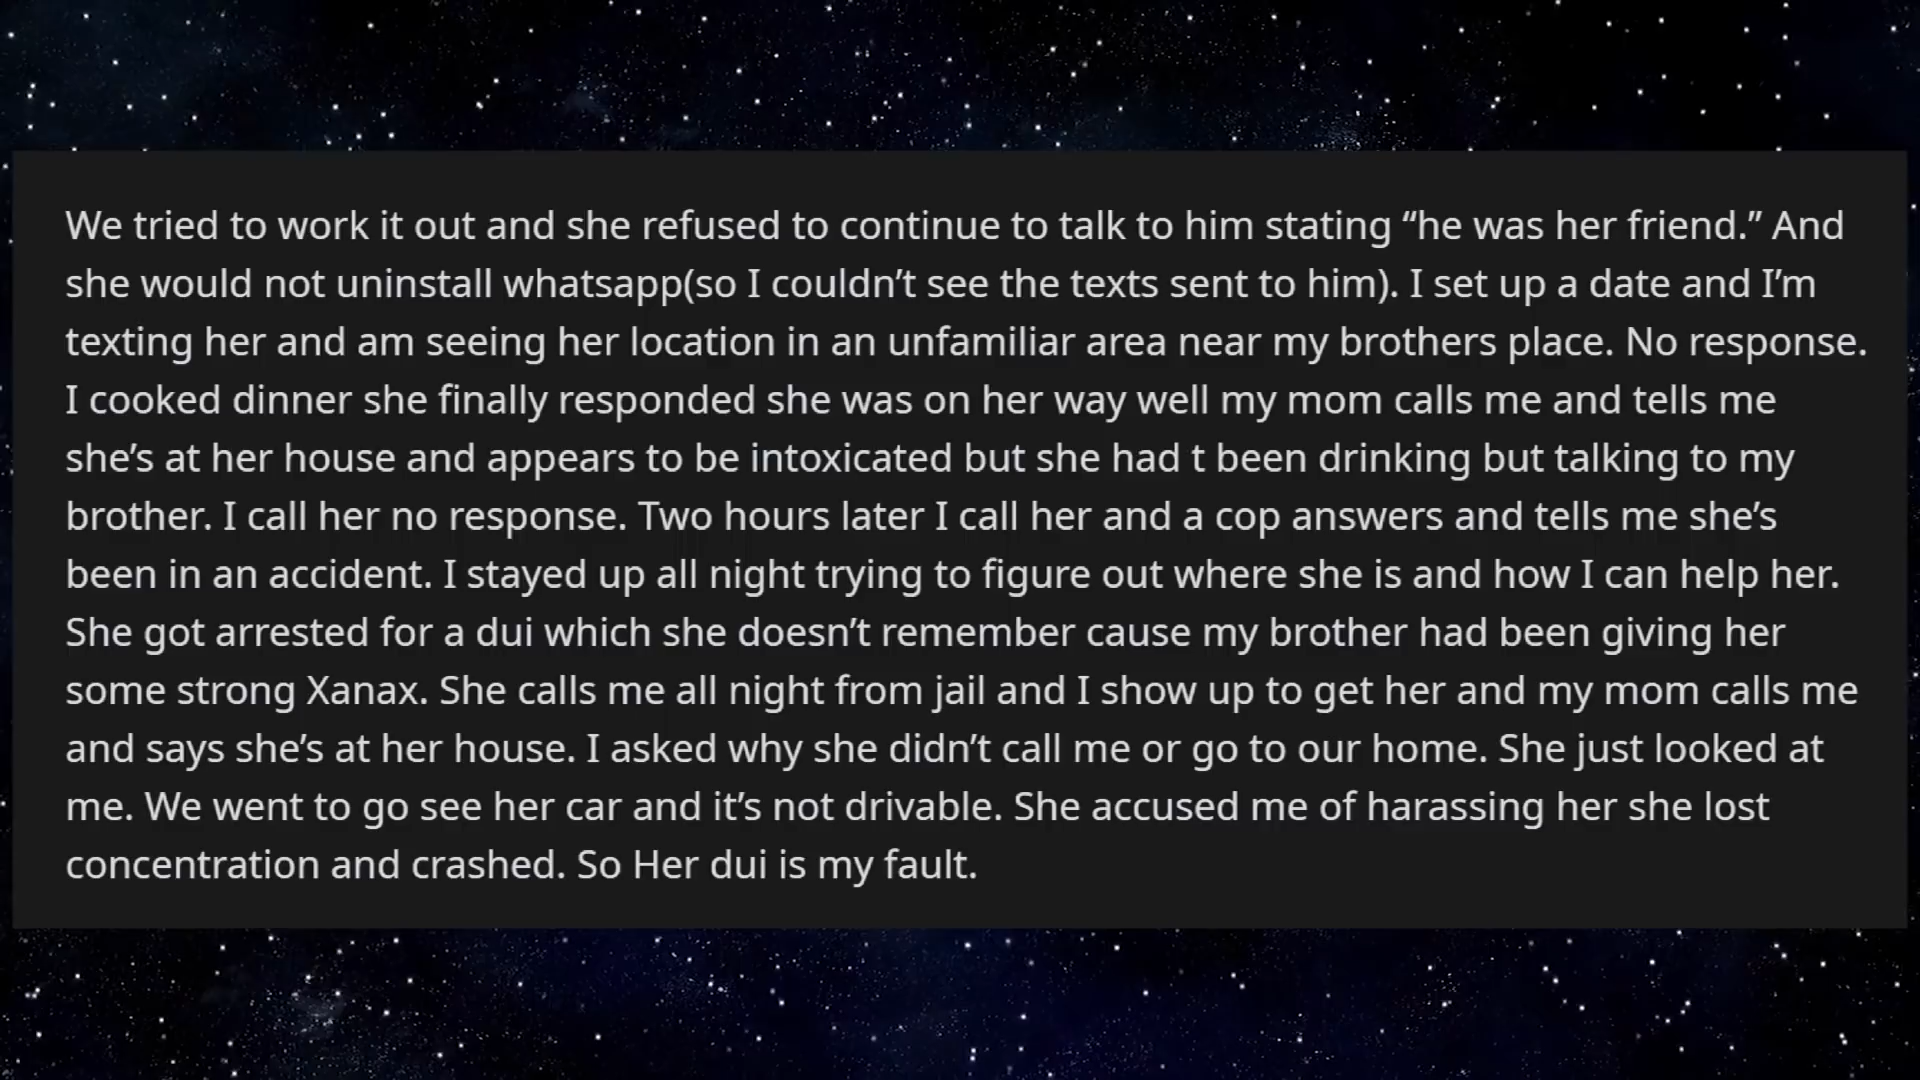 We tried to work it out and she refused to continue to talk to him stating “he was her friend.” And
she would not uninstall whatsapp(so I couldn’t see the texts sent to him). I set up a date and I’m
texting her and am seeing her location in an unfamiliar area near my brothers place. No response.
I cooked dinner she finally responded she was on her way well my mom calls me and tells me
she’s at her house and appears to be intoxicated but she had t been drinking but talking to my
brother. I call her no response. Two hours later I call her and a cop answers and tells me she’s
been in an accident. I stayed up all night trying to figure out where she is and how I can help her.
She got arrested for a dui which she doesn’t remember cause my brother had been giving her
some strong Xanax. She calls me all night from jail and I show up to get her and my mom calls me
and says she’s at her house. I asked why she didn’t call me or go to our home. She just looked at
me. We went to go see her car and it’s not drivable. She accused me of harassing her she lost
concentration and crashed. So Her dui is my fault.